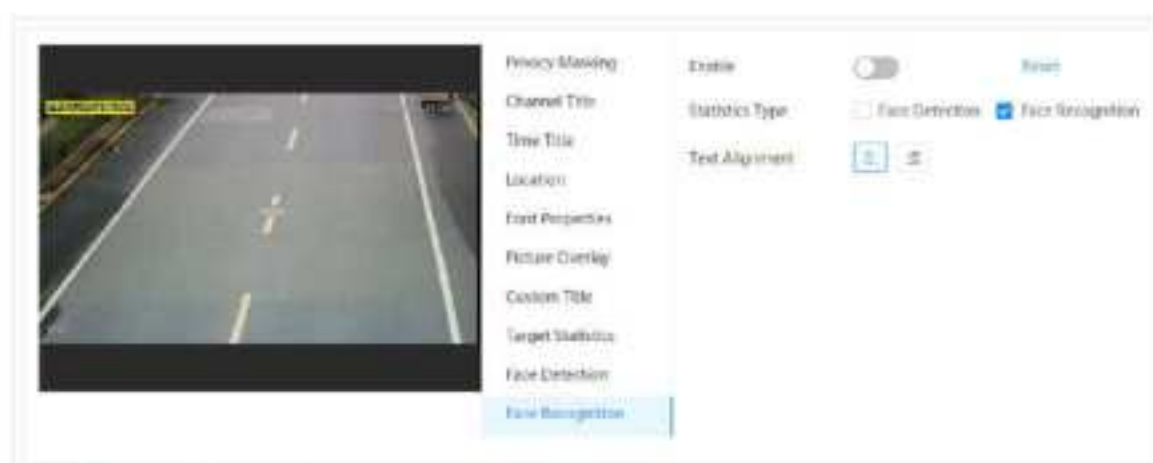 Privacy Masking
Channel Title
Time Title
Location
Font Properties
Picture Overlay
Custom Title
Target Statistics
Face Detection
Face Recognition
Enable
Reset
Statistics Type
Face Detection
Face Recognition
Text Alignment